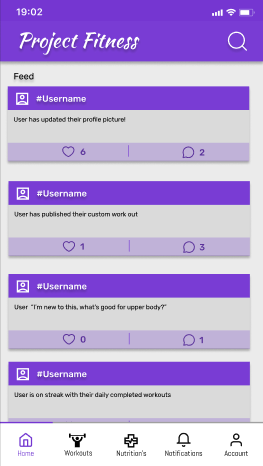 19:02
Project Fitness
Feed
#Username
User has updated their profile picture!
6 2
#Username
User has published their custom work out
1 3
#Username
User "I'm new to this, what's good for upper body?"
0 1
#Username
User is on streak with their daily completed workouts
Home Workouts Nutrition's Notifications Account